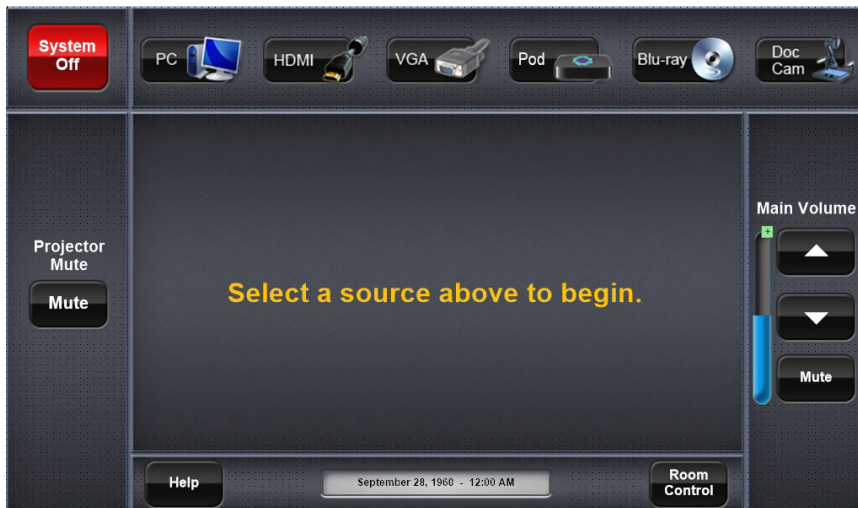 System
Off
PC
HDMI
VGA
Pod
Blu-ray
Doc
Cam
Projector
Mute
Mute
Select a source above to begin.
Main Volume
+
Mute
Help
September 28, 1960 - 12:00 AM
Room
Control